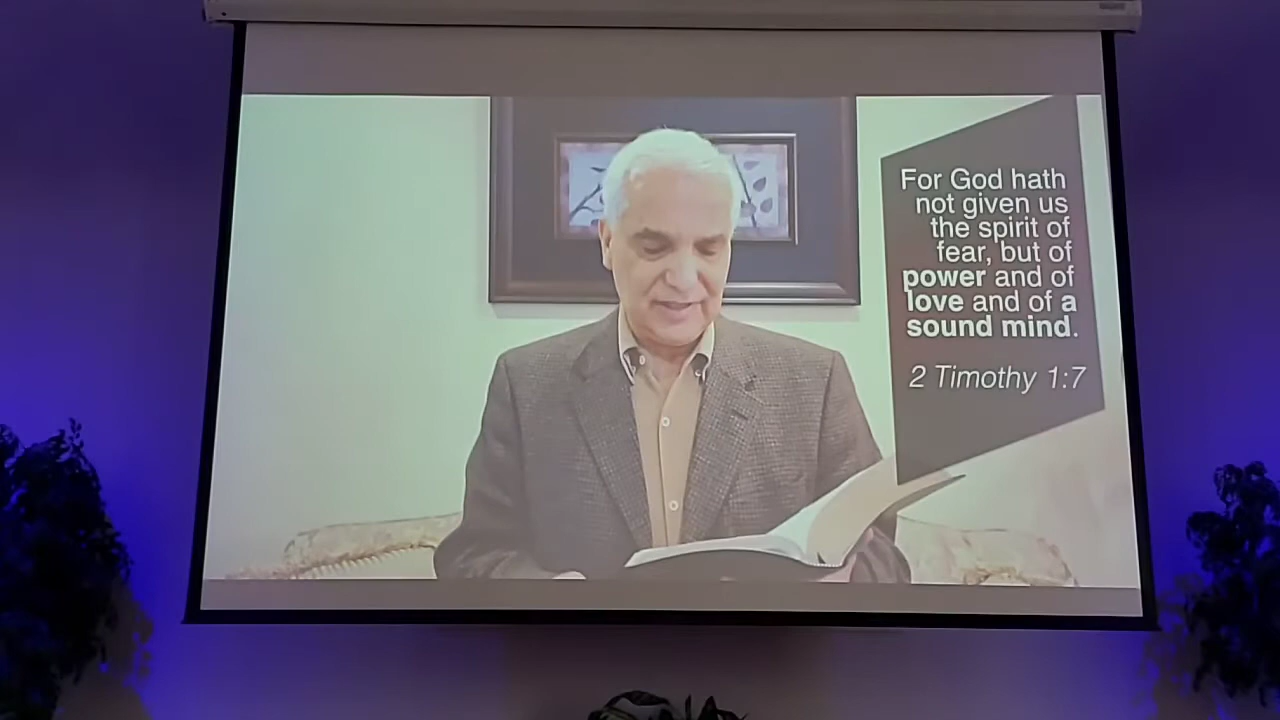 For God hath
not given us
the spirit of
fear, but of
power and of
love and of a
sound mind.
2 Timothy 1:7